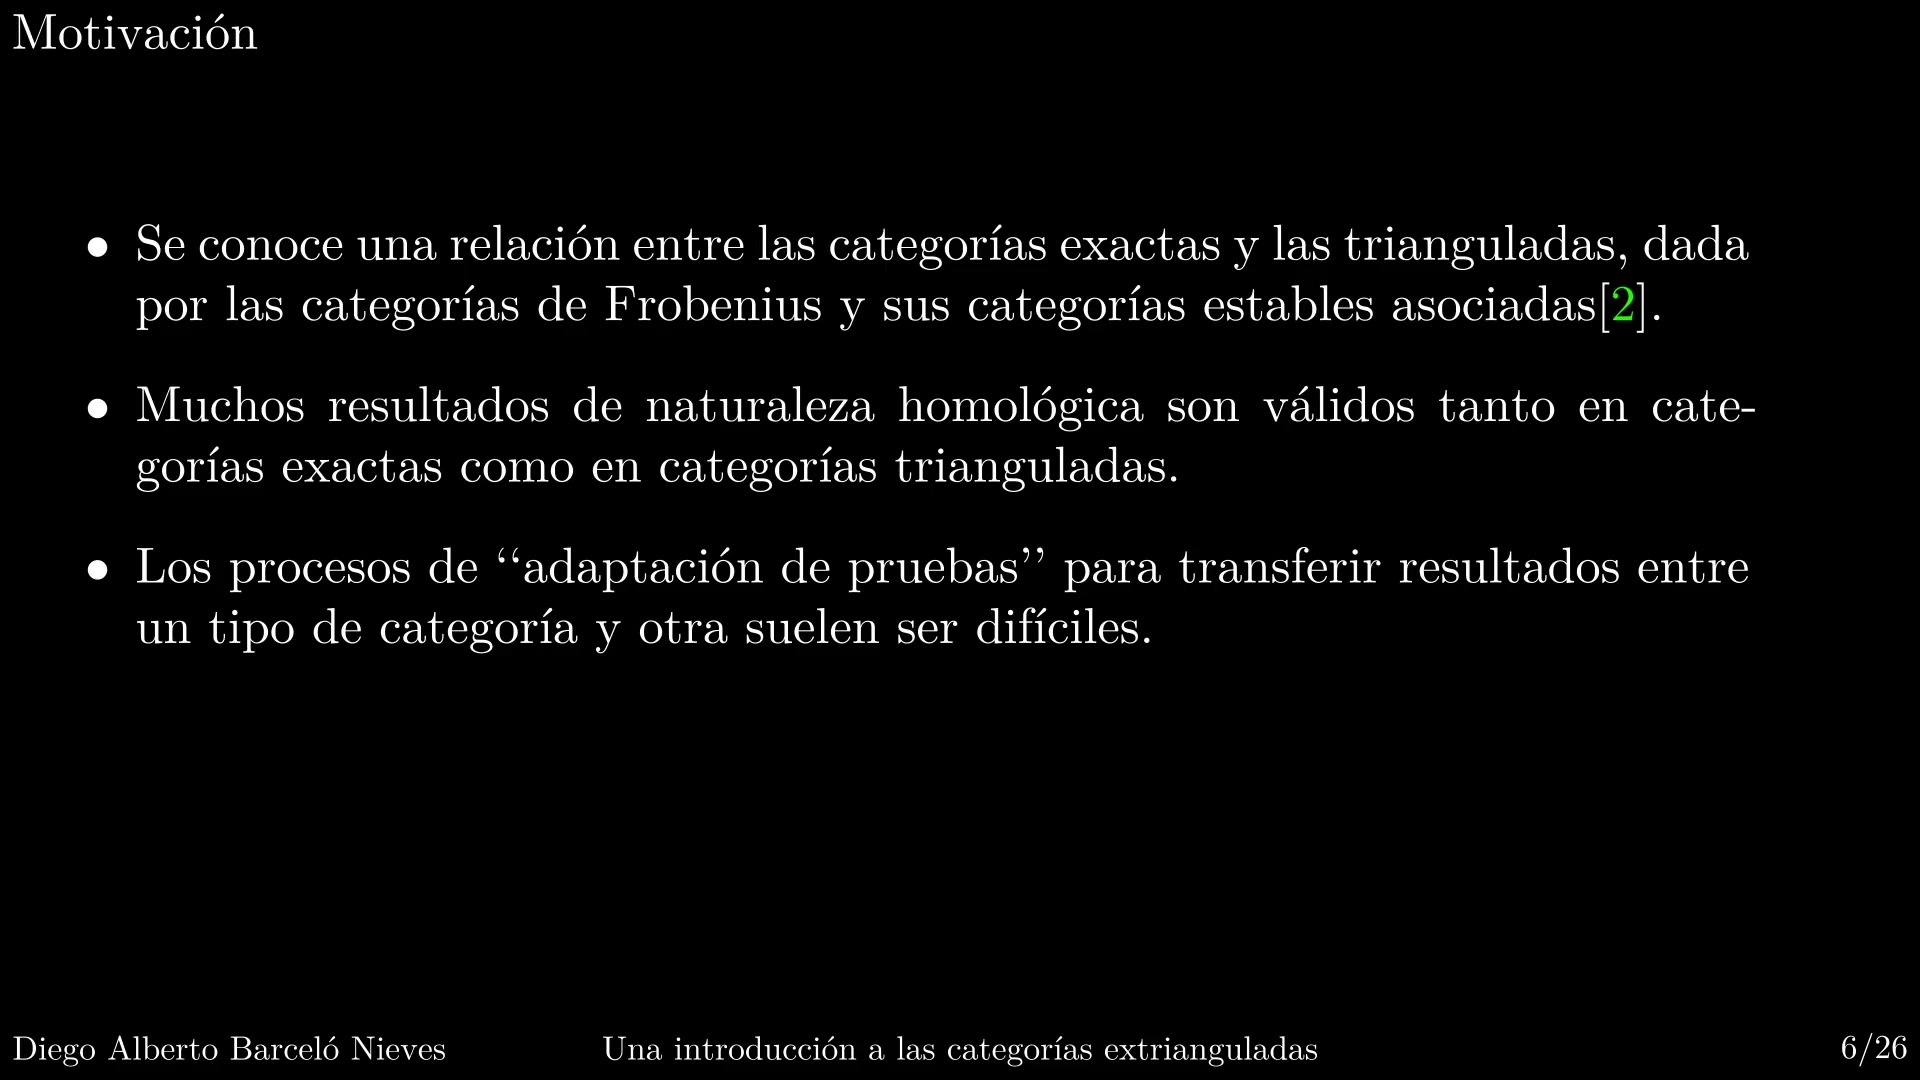 Motivación
• Se conoce una relación entre las categorías exactas y las trianguladas, dada
por las categorías de Frobenius y sus categorías estables asociadas[2].
• Muchos resultados de naturaleza homológica son válidos tanto en cate-
gorías exactas como en categorías trianguladas.
• Los procesos de “adaptación de pruebas” para transferir resultados entre
un tipo de categoría y otra suelen ser difíciles.
Diego Alberto Barceló Nieves
Una introducción a las categorías extrianguladas
6/26